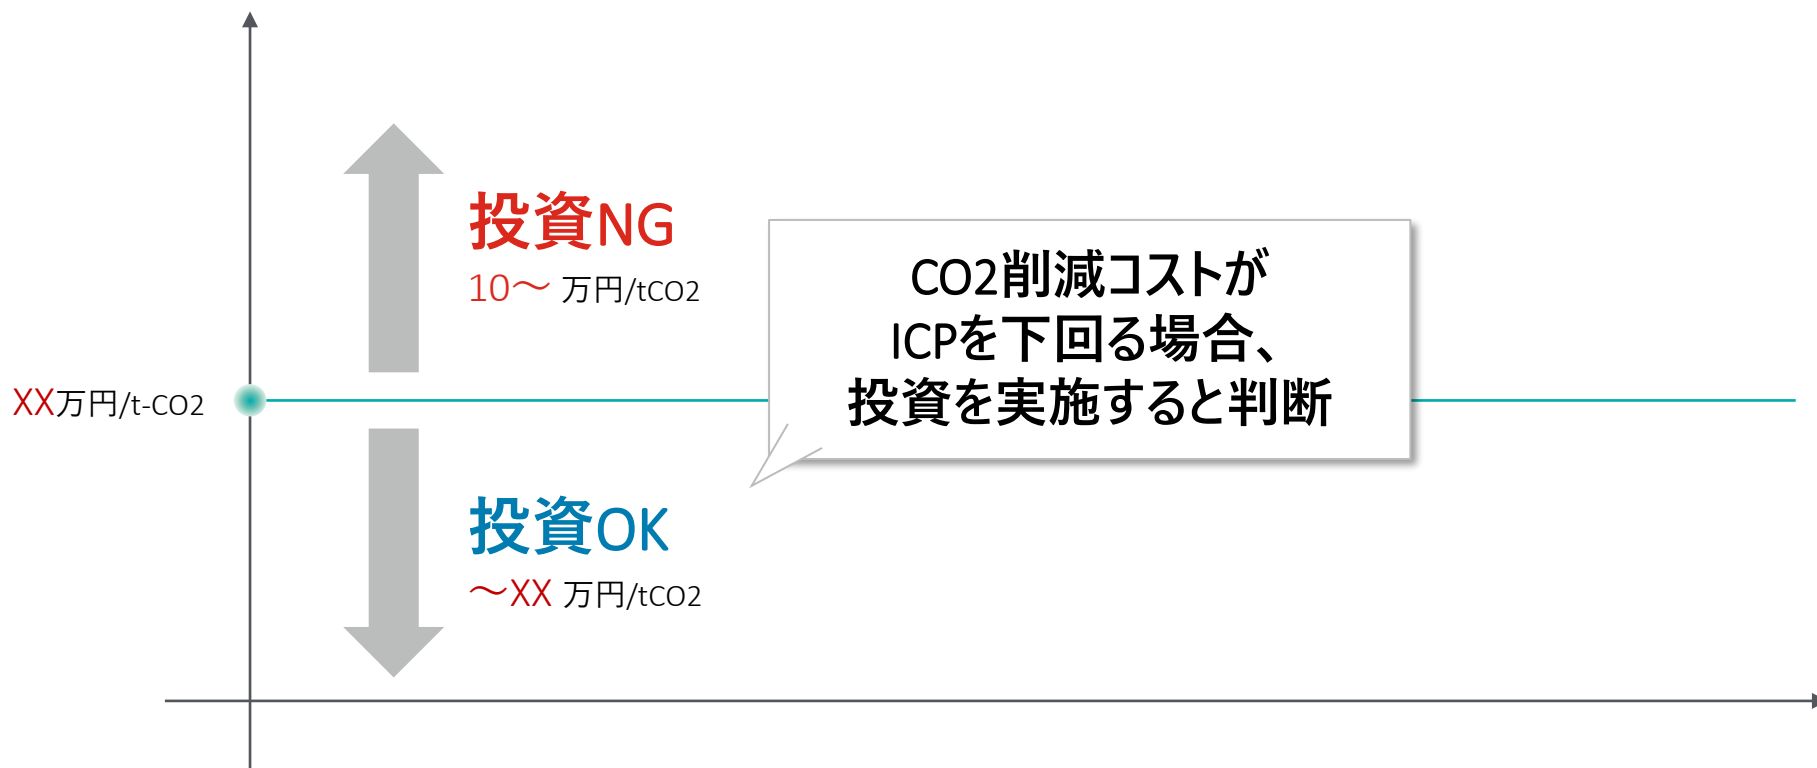 投資NG
10～ 万円/tCO2
CO2削減コストが
ICPを下回る場合、
投資を実施すると判断
XX万円/t-CO2
投資OK
～XX 万円/tCO2